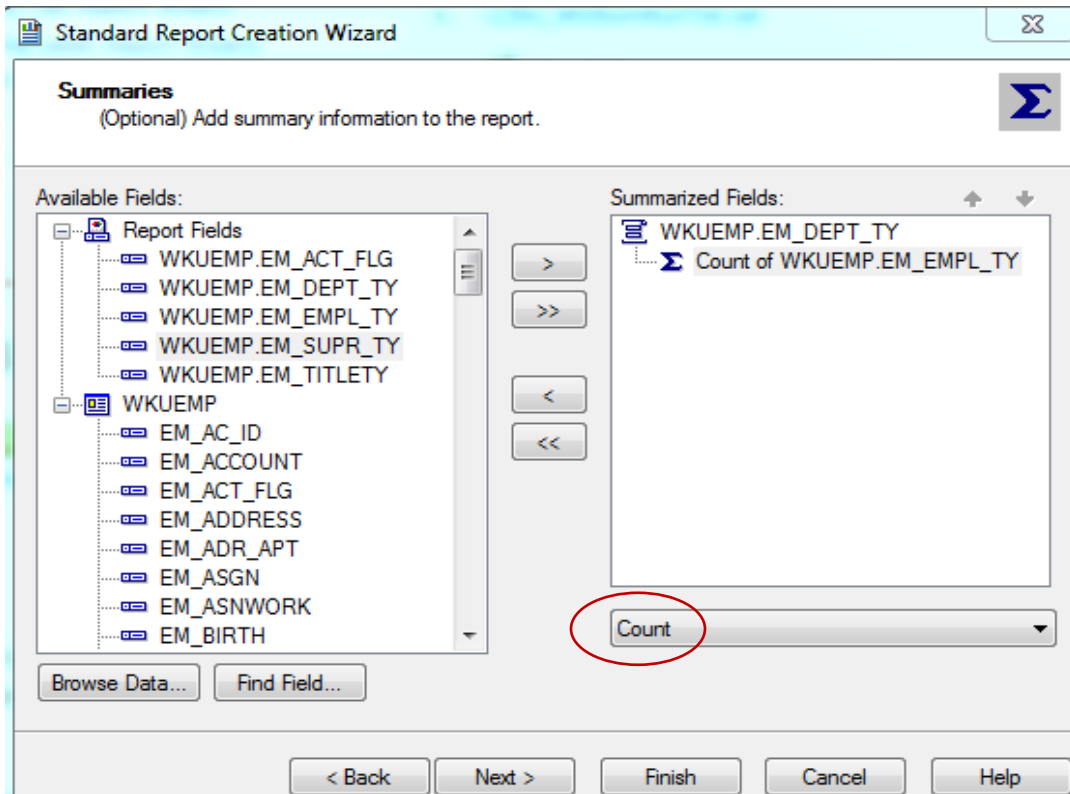 Standard Report Creation Wizard
Summaries
(Optional) Add summary information to the report.
Σ
Available Fields:
Report Fields
WKUEMP.EM_ACT_FLG
WKUEMP.EM_DEPT_TY
WKUEMP.EM_EMPL_TY
WKUEMP.EM_SUPR_TY
WKUEMP.EM_TITLETY
WKUEMP
EM_AC_ID
EM_ACCOUNT
EM_ACT_FLG
EM_ADDRESS
EM_ADR_APT
EM_ASGN
EM_ASNWORK
EM_BIRTH
Browse Data... Find Field...
>
>>
<
<<
Summarized Fields:
WKUEMP.EM_DEPT_TY
Σ Count of WKUEMP.EM_EMPL_TY
Count
< Back Next > Finish Cancel Help